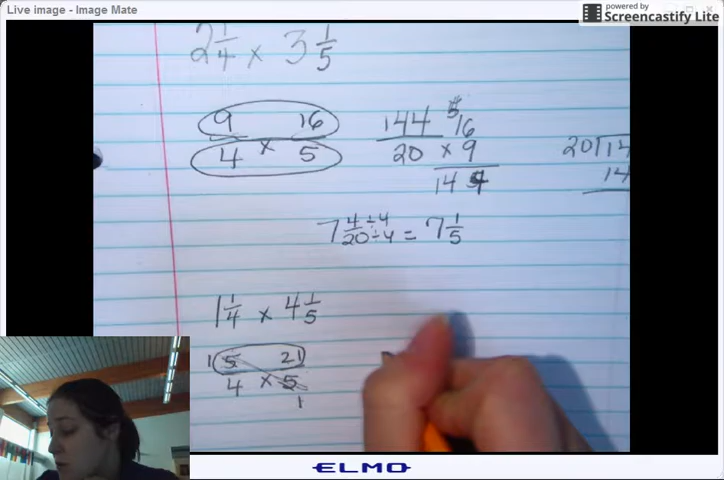 Live image - Image Mate
powered by
Screencastify Lite
2 1/4 x 3 1/5
9/4 x 16/5
144/20
16
x 9
144
20)14
14
7 4÷4/20÷4 = 7 1/5
1 1/4 x 4 1/5
1 5/4 x 21/5
1
ELMO